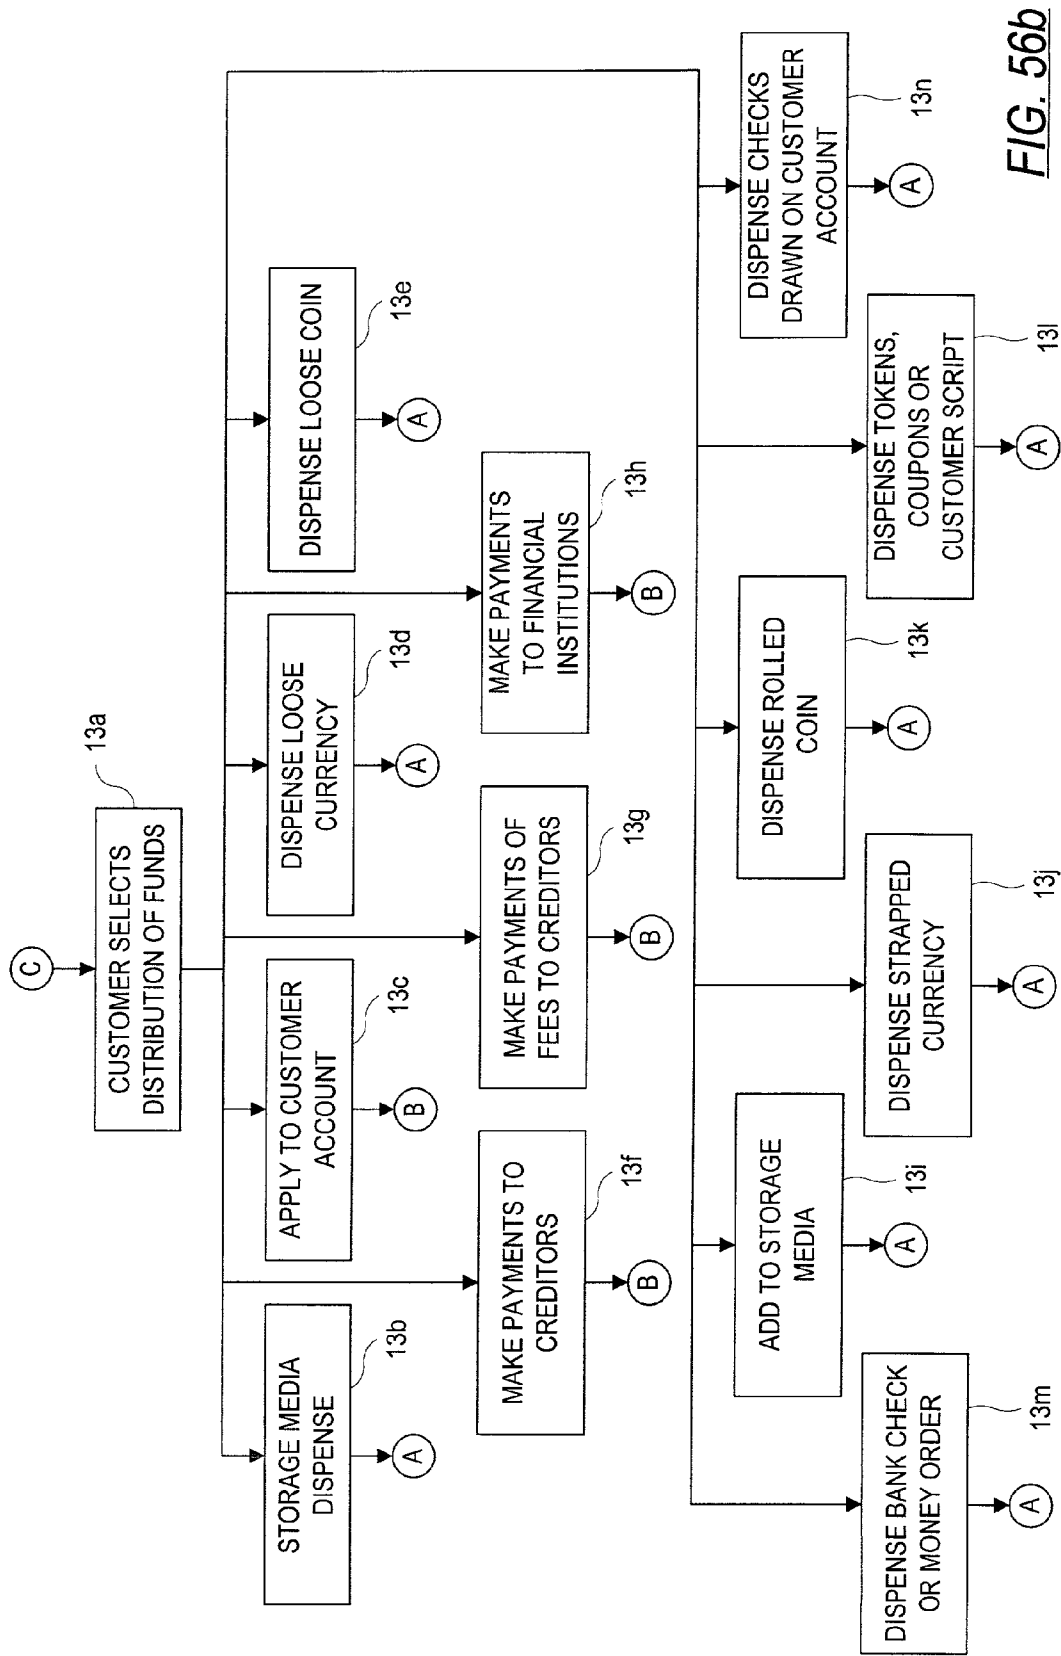 C
CUSTOMER SELECTS
DISTRIBUTION OF FUNDS
13a
STORAGE MEDIA
DISPENSE
13b
A
APPLY TO CUSTOMER
ACCOUNT
13c
B
DISPENSE LOOSE
CURRENCY
13d
A
DISPENSE LOOSE COIN
13e
A
MAKE PAYMENTS TO
CREDITORS
13f
B
MAKE PAYMENTS OF
FEES TO CREDITORS
13g
B
MAKE PAYMENTS
TO FINANCIAL
INSTITUTIONS
13h
B
ADD TO STORAGE
MEDIA
13i
A
DISPENSE ROLLED
COIN
13k
A
DISPENSE CHECKS
DRAWN ON CUSTOMER
ACCOUNT
13n
A
DISPENSE BANK CHECK
OR MONEY ORDER
13m
A
DISPENSE STRAPPED
CURRENCY
13j
A
DISPENSE TOKENS,
COUPONS OR
CUSTOMER SCRIPT
13l
A
FIG. 56b